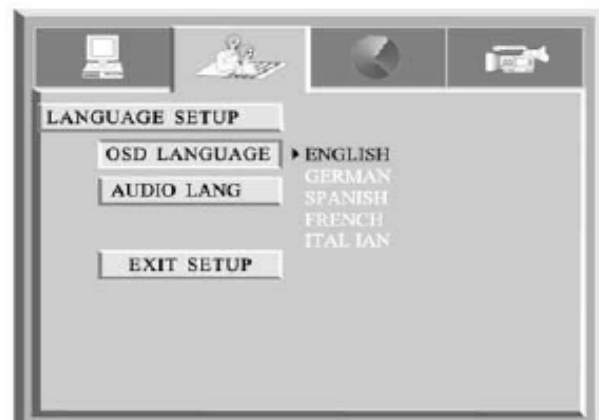 LANGUAGE SETUP
OSD LANGUAGE
ENGLISH
GERMAN
AUDIO LANG
SPANISH
FRENCH
ITAL IAN
EXIT SETUP